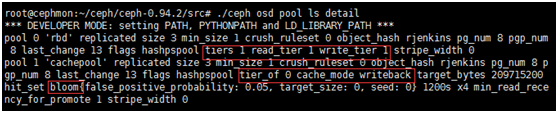 root@cephmon:~/ceph/ceph-0.94.2/src# ./ceph osd pool ls detail
*** DEVELOPER MODE: setting PATH, PYTHONPATH and LD_LIBRARY_PATH ***
pool 0 'rbd' replicated size 3 min_size 1 crush_ruleset 0 object_hash rjenkins pg_num 8 pgp_num
 8 last_change 13 flags hashpspool tiers 1 read_tier 1 write_tier 1 stripe_width 0
pool 1 'cachepool' replicated size 3 min_size 1 crush_ruleset 0 object_hash rjenkins pg_num 8 p
gp_num 8 last_change 13 flags hashpspool tier_of 0 cache_mode writeback target_bytes 209715200
hit_set bloom{false_positive_probability: 0.05, target_size: 0, seed: 0} 1200s x4 min_read_rece
ncy_for_promote 1 stripe_width 0